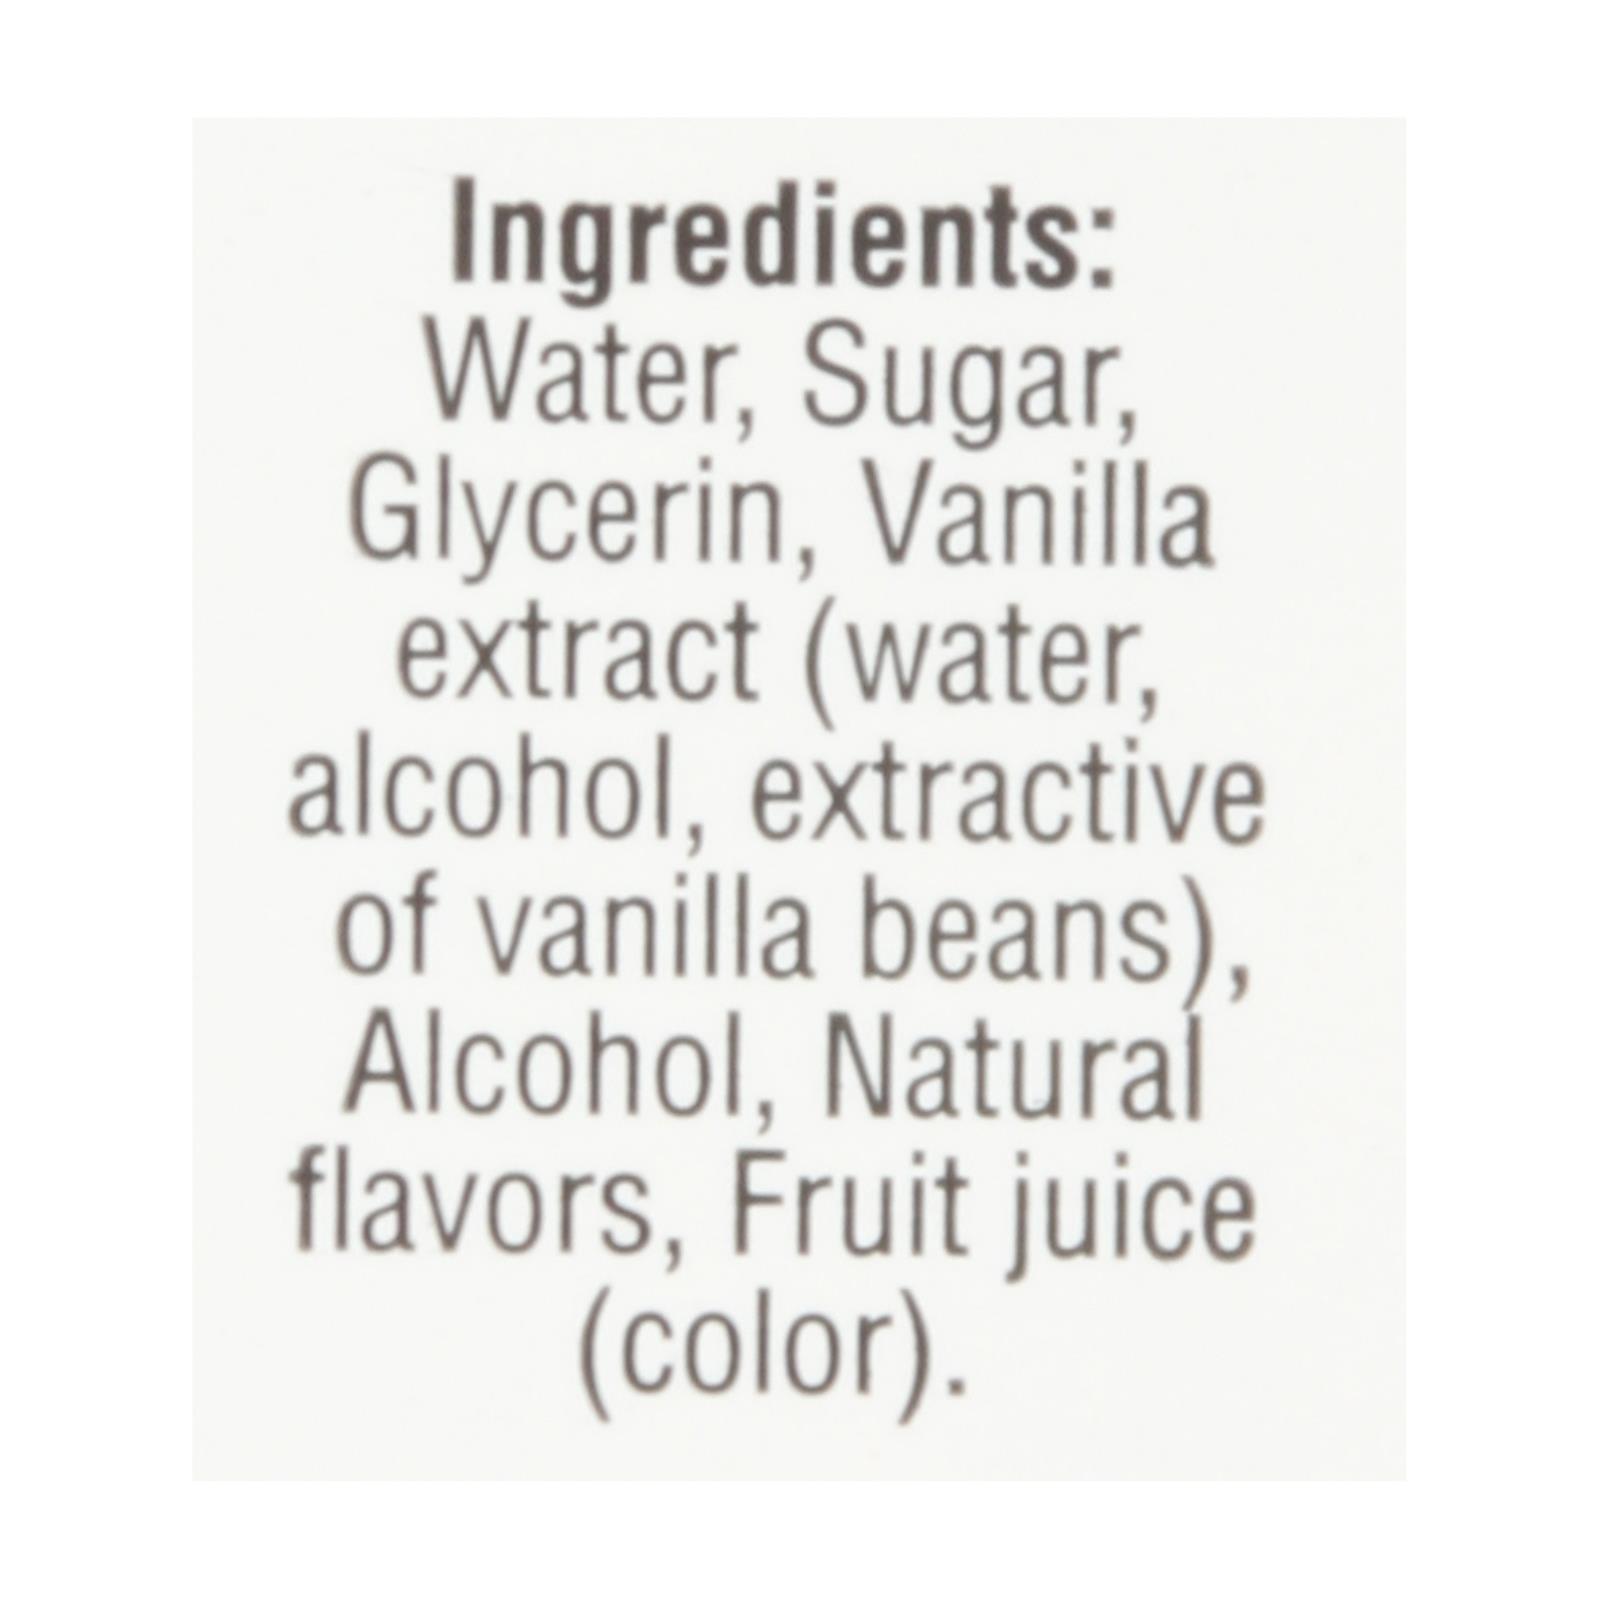 Ingredients:
Water, Sugar,
Glycerin, Vanilla
extract (water,
alcohol, extractive
of vanilla beans),
Alcohol, Natural
flavors, Fruit juice
(color).